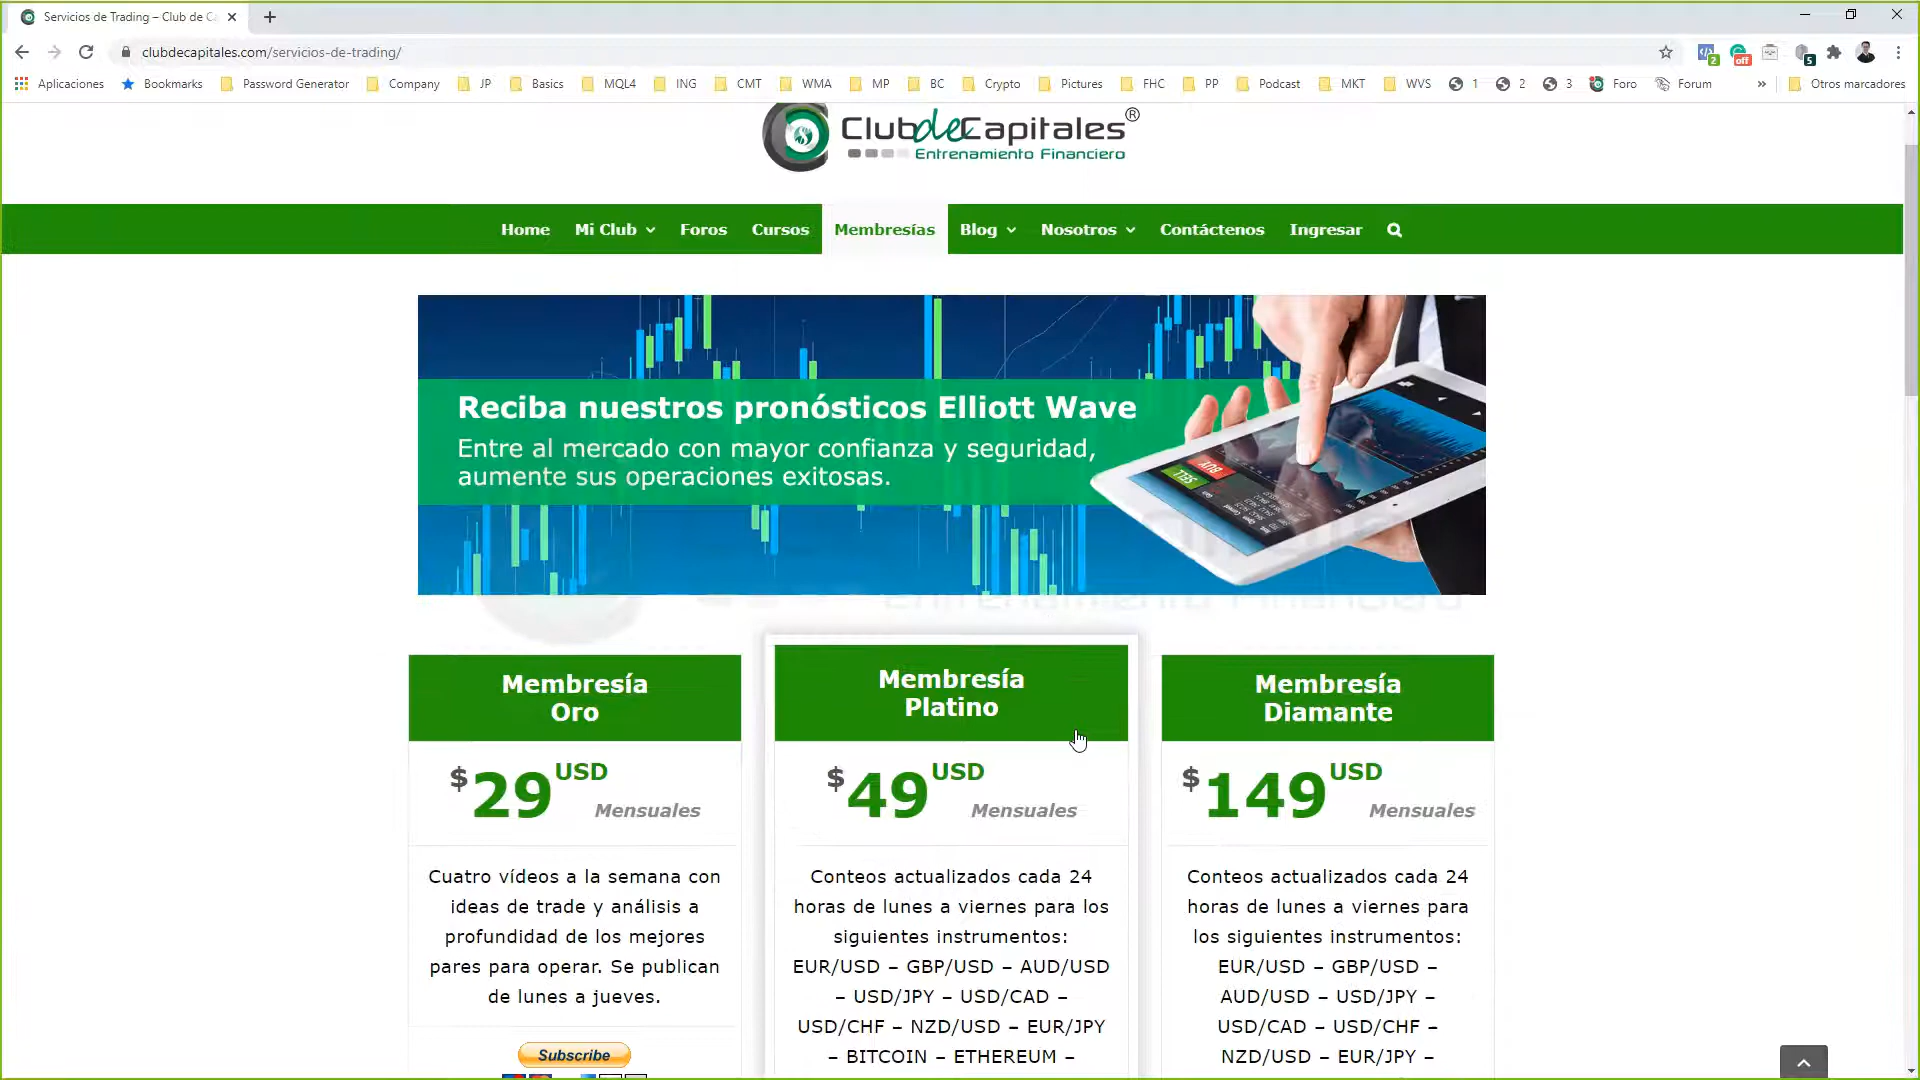 Servicios de Trading – Club de Ca
clubdecapitales.com/servicios-de-trading/
2
off
5
Aplicaciones
Bookmarks
Password Generator
Company
JP
Basics
MQL4
ING
CMT
WMA
MP
BC
Crypto
Pictures
FHC
PP
Podcast
MKT
WVS
1
2
3
Foro
Forum
»
Otros marcadores
ClubdeCapitales®
Entrenamiento Financiero
Home
Mi Club
Foros
Cursos
Membresías
Blog
Nosotros
Contáctenos
Ingresar
Reciba nuestros pronósticos Elliott Wave
Entre al mercado con mayor confianza y seguridad,
aumente sus operaciones exitosas.
BUY
SELL
Membresía
Oro
$29 USD
Mensuales
Cuatro vídeos a la semana con
ideas de trade y análisis a
profundidad de los mejores
pares para operar. Se publican
de lunes a jueves.
Subscribe
Membresía
Platino
$49 USD
Mensuales
Conteos actualizados cada 24
horas de lunes a viernes para los
siguientes instrumentos:
EUR/USD – GBP/USD – AUD/USD
– USD/JPY – USD/CAD –
USD/CHF – NZD/USD – EUR/JPY
– BITCOIN – ETHEREUM –
Membresía
Diamante
$149 USD
Mensuales
Conteos actualizados cada 24
horas de lunes a viernes para
los siguientes instrumentos:
EUR/USD – GBP/USD –
AUD/USD – USD/JPY –
USD/CAD – USD/CHF –
NZD/USD – EUR/JPY –